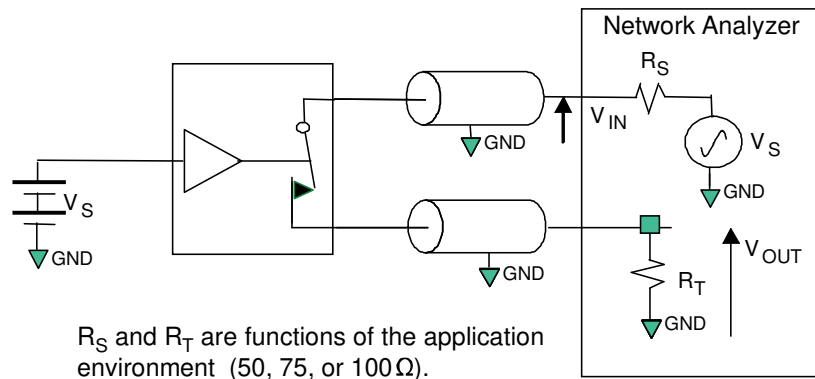 Network Analyzer
R_S
GND
V_IN
V_S
GND
V_S
GND
GND
V_OUT
R_T
GND
R_S and R_T are functions of the application
environment (50, 75, or 100Ω).